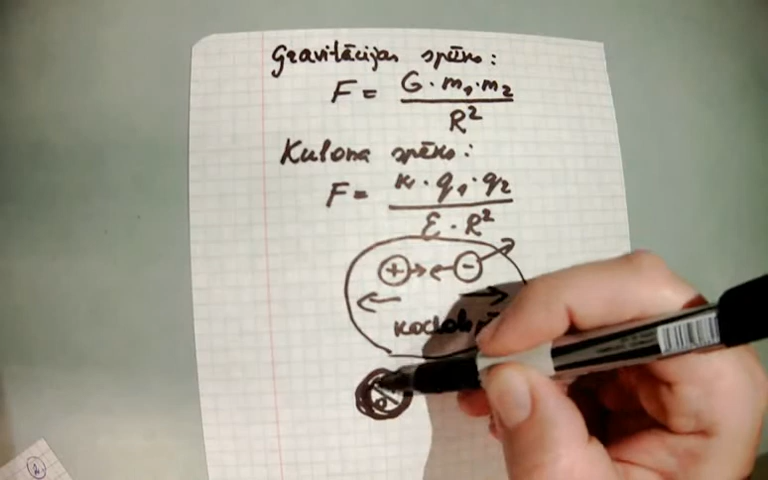 Gravitācijas spēks:
F = G · m₁ · m₂ / R²
Kulona spēks:
F = k · q₁ · q₂ / ε · R²
+ → ← -